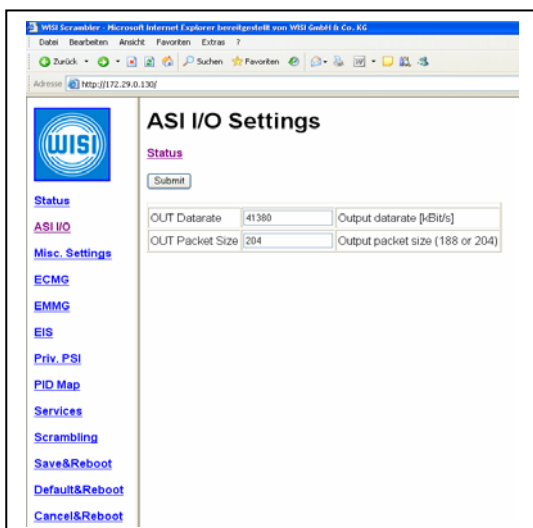 WISI Scrambler - Microsoft Internet Explorer bereitgestellt von WISI GmbH & Co. KG
Datei Bearbeiten Ansicht Favoriten Extras ?
Zurück Suchen Favoriten
Adresse http://172.29.0.130/
WISI
ASI I/O Settings
Status
Submit
OUT Datarate 41380 Output datarate [kBit/s]
OUT Packet Size 204 Output packet size (188 or 204)
Status
ASI I/O
Misc. Settings
ECMG
EMMG
EIS
Priv. PSI
PID Map
Services
Scrambling
Save&Reboot
Default&Reboot
Cancel&Reboot